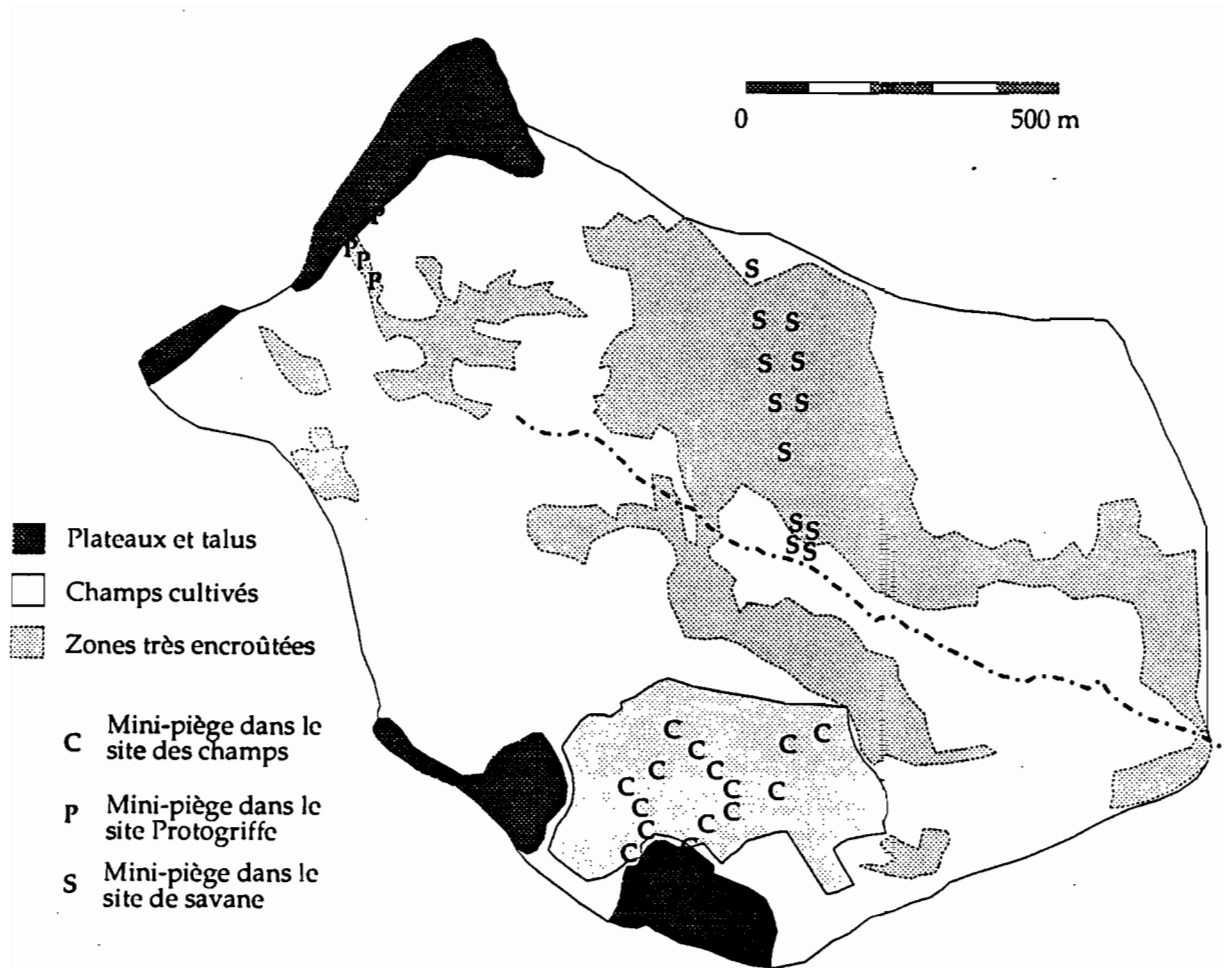 0 500 m
P
P
P
P
S
S S
S S
S S
S
S S
S S
Plateaux et talus
Champs cultivés
Zones très encroûtées
C Mini-piège dans le
site des champs
P Mini-piège dans le
site Protogriffe
S Mini-piège dans le
site de savane
C C
C C
C C
C C C
C C
C C
C C